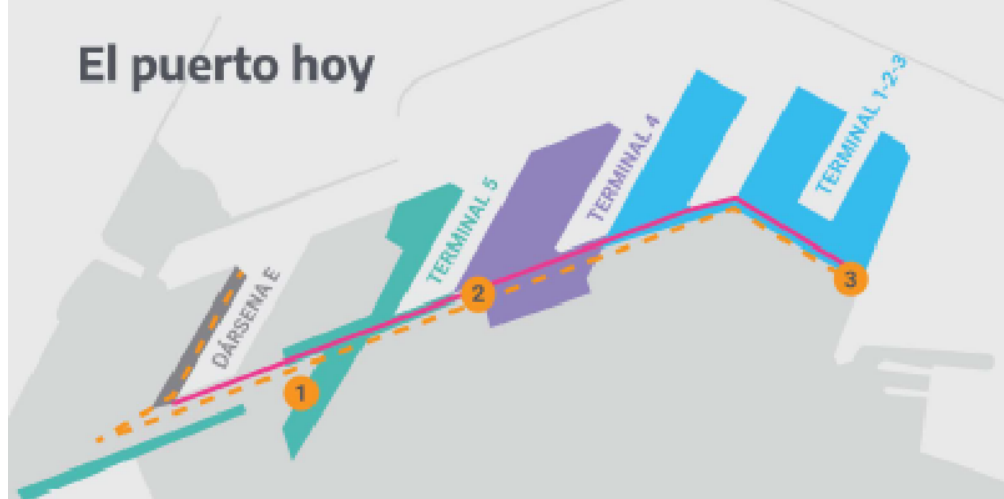 El puerto hoy
DÁRSENA E
TERMINAL 5
TERMINAL 4
TERMINAL 1-2-3
1
2
3